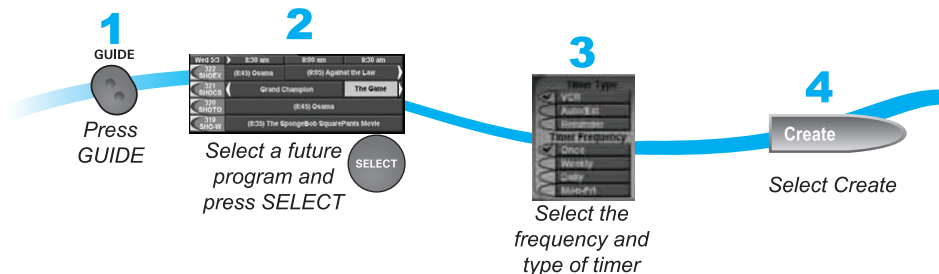 1
GUIDE
Press
GUIDE
2
Wed 5/3 8:30 am 9:00 am 9:30 am
322
SHOEX (8:45) Osama (9:05) Against the Law
321
SHOCS Grand Champion The Game
320
SHOTO (8:45) Osama
319
SHO-W (8:35) The SpongeBob SquarePants Movie
Select a future
program and
press SELECT
SELECT
3
Timer Type
VCR
Auto
Reminder
Timer Frequency
Once
Weekly
Daily
Mon-Fri
Select the
frequency and
type of timer
4
Create
Select Create